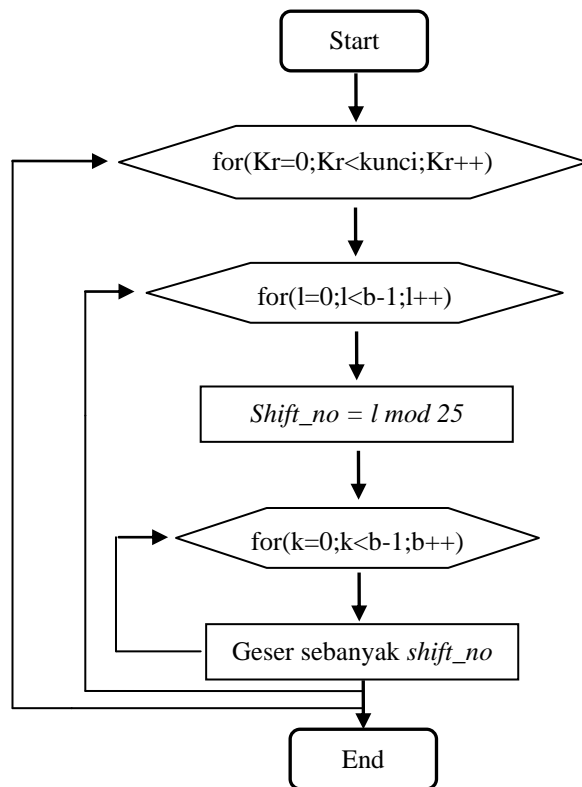 Start
for(Kr=0;Kr<kunci;Kr++)
for(l=0;l<b-1;l++)
Shift_no = l mod 25
for(k=0;k<b-1;b++)
Geser sebanyak shift_no
End